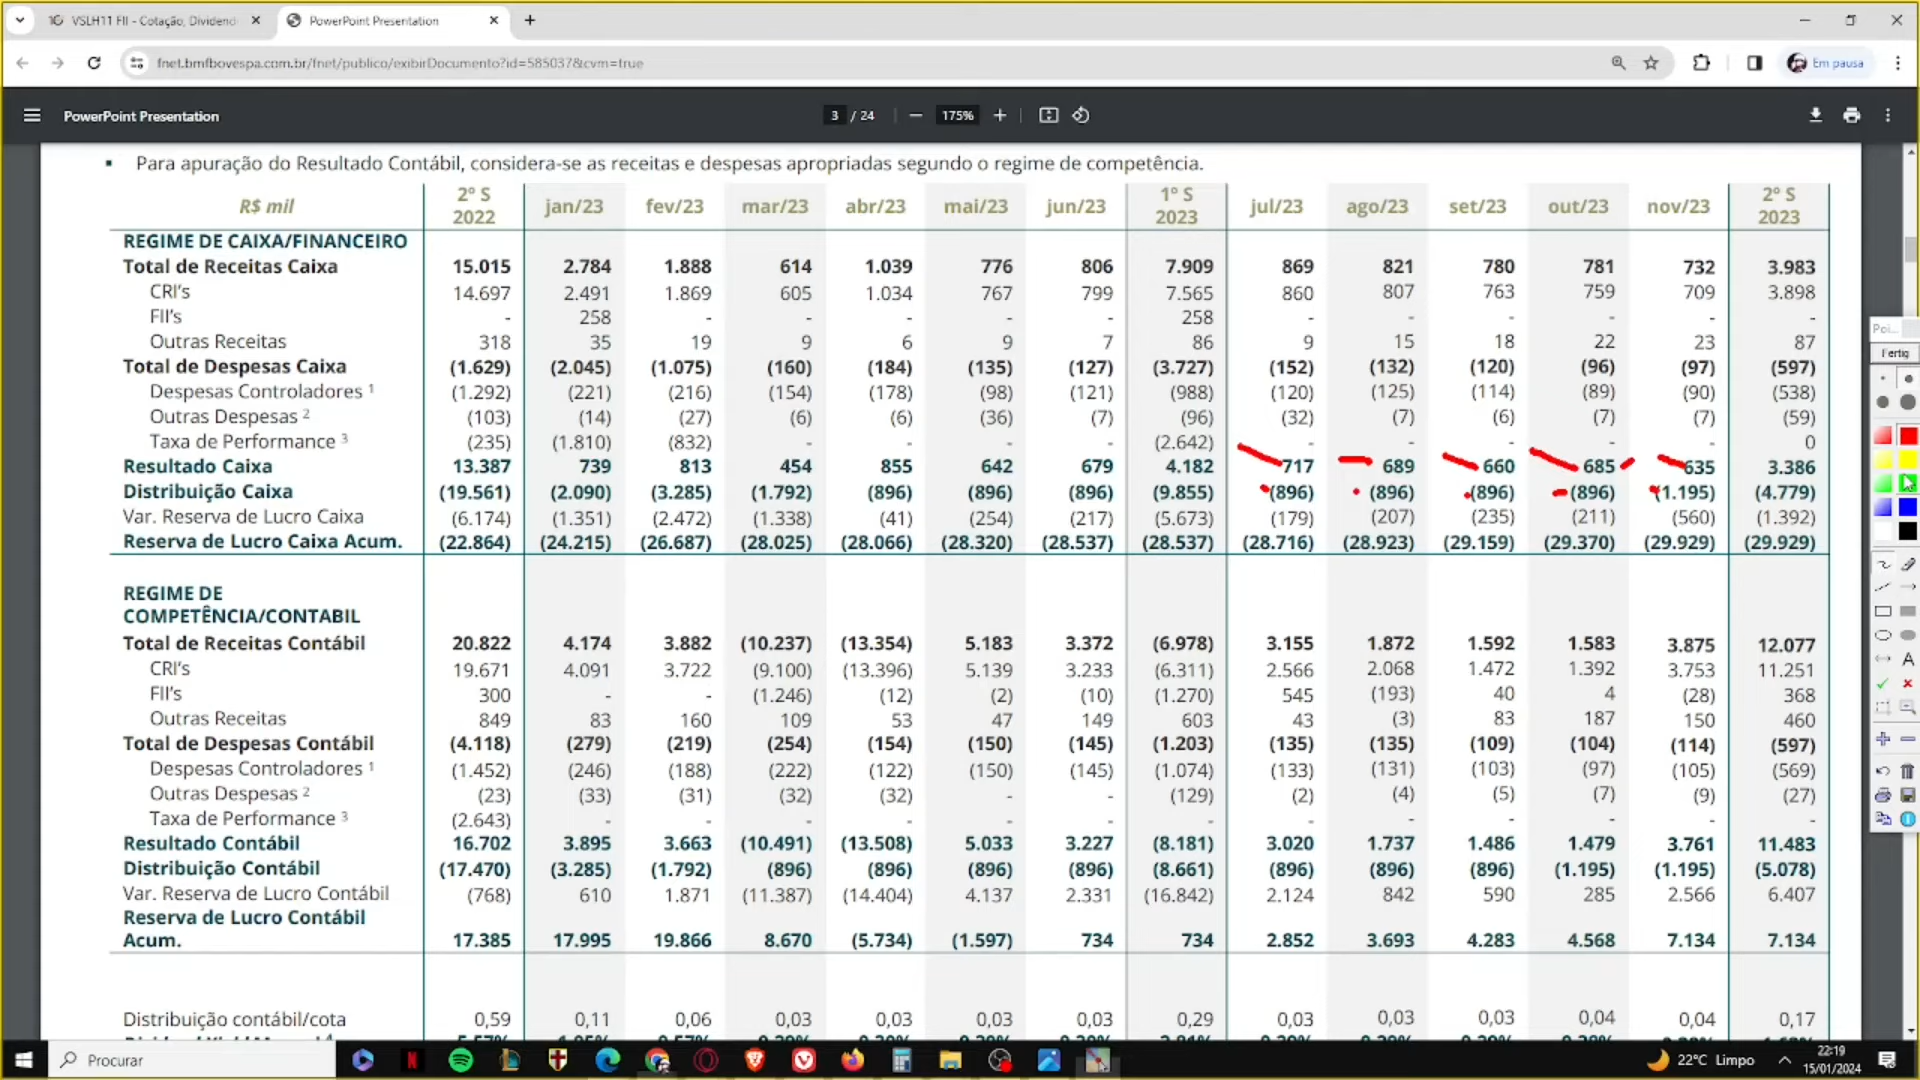 VSLH11 FII - Cotação, Dividend
PowerPoint Presentation
fnet.bmfbovespa.com.br/fnet/publico/exibirDocumento?id=585037&cvm=true
Em pausa
PowerPoint Presentation
3 / 24
175%
▪ Para apuração do Resultado Contábil, considera-se as receitas e despesas apropriadas segundo o regime de competência.
R$ mil 2º S 2022 jan/23 fev/23 mar/23 abr/23 mai/23 jun/23 1º S 2023 jul/23 ago/23 set/23 out/23 nov/23 2º S 2023
REGIME DE CAIXA/FINANCEIRO
Total de Receitas Caixa 15.015 2.784 1.888 614 1.039 776 806 7.909 869 821 780 781 732 3.983
CRI's 14.697 2.491 1.869 605 1.034 767 799 7.565 860 807 763 759 709 3.898
FII's - 258 - - - - - 258 - - - - - -
Outras Receitas 318 35 19 9 6 9 7 86 9 15 18 22 23 87
Total de Despesas Caixa (1.629) (2.045) (1.075) (160) (184) (135) (127) (3.727) (152) (132) (120) (96) (97) (597)
Despesas Controladores 1 (1.292) (221) (216) (154) (178) (98) (121) (988) (120) (125) (114) (89) (90) (538)
Outras Despesas 2 (103) (14) (27) (6) (6) (36) (7) (96) (32) (7) (6) (7) (7) (59)
Taxa de Performance 3 (235) (1.810) (832) - - - - (2.642) - - - - - 0
Resultado Caixa 13.387 739 813 454 855 642 679 4.182 717 689 660 685 635 3.386
Distribuição Caixa (19.561) (2.090) (3.285) (1.792) (896) (896) (896) (9.855) (896) (896) (896) (896) (1.195) (4.779)
Var. Reserva de Lucro Caixa (6.174) (1.351) (2.472) (1.338) (41) (254) (217) (5.673) (179) (207) (235) (211) (560) (1.392)
Reserva de Lucro Caixa Acum. (22.864) (24.215) (26.687) (28.025) (28.066) (28.320) (28.537) (28.537) (28.716) (28.923) (29.159) (29.370) (29.929) (29.929)
REGIME DE
COMPETÊNCIA/CONTABIL
Total de Receitas Contábil 20.822 4.174 3.882 (10.237) (13.354) 5.183 3.372 (6.978) 3.155 1.872 1.592 1.583 3.875 12.077
CRI's 19.671 4.091 3.722 (9.100) (13.396) 5.139 3.233 (6.311) 2.566 2.068 1.472 1.392 3.753 11.251
FII's 300 - - (1.246) (12) (2) (10) (1.270) 545 (193) 40 4 (28) 368
Outras Receitas 849 83 160 109 53 47 149 603 43 (3) 83 187 150 460
Total de Despesas Contábil (4.118) (279) (219) (254) (154) (150) (145) (1.203) (135) (135) (109) (104) (114) (597)
Despesas Controladores 1 (1.452) (246) (188) (222) (122) (150) (145) (1.074) (133) (131) (103) (97) (105) (569)
Outras Despesas 2 (23) (33) (31) (32) (32) - - (129) (2) (4) (5) (7) (9) (27)
Taxa de Performance 3 (2.643) - - - - - - - - - - - - -
Resultado Contábil 16.702 3.895 3.663 (10.491) (13.508) 5.033 3.227 (8.181) 3.020 1.737 1.486 1.479 3.761 11.483
Distribuição Contábil (17.470) (3.285) (1.792) (896) (896) (896) (896) (8.661) (896) (896) (896) (1.195) (1.195) (5.078)
Var. Reserva de Lucro Contábil (768) 610 1.871 (11.387) (14.404) 4.137 2.331 (16.842) 2.124 842 590 285 2.566 6.407
Reserva de Lucro Contábil
Acum. 17.385 17.995 19.866 8.670 (5.734) (1.597) 734 734 2.852 3.693 4.283 4.568 7.134 7.134
Distribuição contábil/cota 0,59 0,11 0,06 0,03 0,03 0,03 0,03 0,29 0,03 0,03 0,03 0,04 0,04 0,17
Poi...
Fertig
A
Procurar
22°C Limpo
22:19
15/01/2024